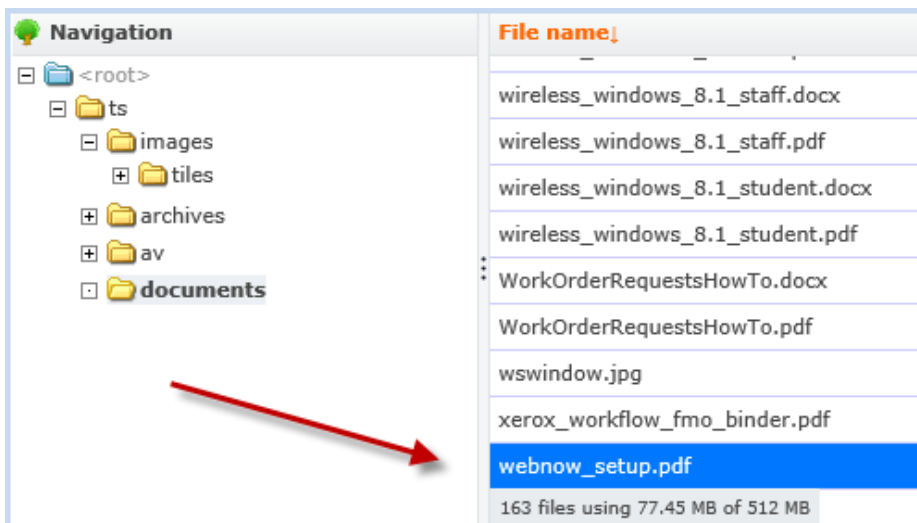 Navigation
<root>
ts
images
tiles
archives
av
documents
File name↓
wireless_windows_8.1_staff.docx
wireless_windows_8.1_staff.pdf
wireless_windows_8.1_student.docx
wireless_windows_8.1_student.pdf
WorkOrderRequestsHowTo.docx
WorkOrderRequestsHowTo.pdf
wswindow.jpg
xerox_workflow_fmo_binder.pdf
webnow_setup.pdf
163 files using 77.45 MB of 512 MB